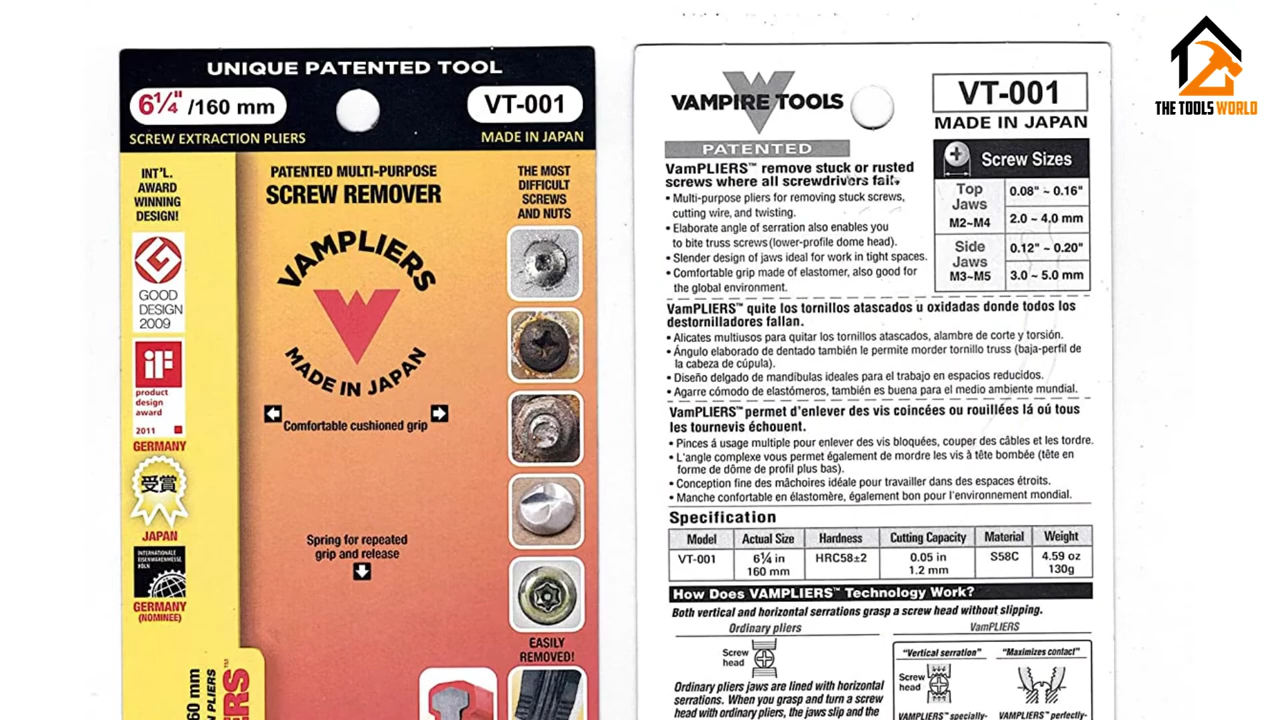 UNIQUE PATENTED TOOL
6¼" /160 mm
VT-001
SCREW EXTRACTION PLIERS
MADE IN JAPAN
INT'L.
AWARD
WINNING
DESIGN!
GOOD
DESIGN
2009
iF
product
design
award
2011
GERMANY
受賞
JAPAN
INTERNATIONALE
EISENWARENMESSE
KÖLN
GERMANY
(NOMINEE)
PATENTED MULTI-PURPOSE
SCREW REMOVER
VAMPLIERS
MADE IN JAPAN
Comfortable cushioned grip
Spring for repeated
grip and release
THE MOST
DIFFICULT
SCREWS
AND NUTS
EASILY
REMOVED!
VAMPIRE TOOLS
PATENTED
VT-001
MADE IN JAPAN
Screw Sizes
Top
Jaws
M2~M4
0.08" ~ 0.16"
2.0 ~ 4.0 mm
Side
Jaws
M3~M5
0.12" ~ 0.20"
3.0 ~ 5.0 mm
VamPLIERS™ remove stuck or rusted
screws where all screwdrivers fail.
• Multi-purpose pliers for removing stuck screws,
cutting wire, and twisting.
• Elaborate angle of serration also enables you
to bite truss screws (lower-profile dome head).
• Slender design of jaws ideal for work in tight spaces.
• Comfortable grip made of elastomer, also good for
the global environment.
VamPLIERS™ quite los tornillos atascados u oxidadas donde todos los
destornilladores fallan.
• Alicates multiusos para quitar los tornillos atascados, alambre de corte y torsión.
• Ángulo elaborado de dentado también le permite morder tornillo truss (baja-perfil de
la cabeza de cúpula).
• Diseño delgado de mandíbulas ideales para el trabajo en espacios reducidos.
• Agarre cómodo de elastómeros, también es buena para el medio ambiente mundial.
VamPLIERS™ permet d'enlever des vis coincées ou rouillées lá oú tous
les tournevis échouent.
• Pinces á usage multiple pour enlever des vis bloquées, couper des câbles et les tordre.
• L'angle complexe vous permet également de mordre les vis à tête bombée (tête en
forme de dôme de profil plus bas).
• Conception fine des mâchoires idéale pour travailler dans des espaces étroits.
• Manche confortable en élastomère, également bon pour l'environnement mondial.
Specification
Model Actual Size Hardness Cutting Capacity Material Weight
VT-001 6¼ in 160 mm HRC58±2 0.05 in 1.2 mm S58C 4.59 oz 130g
How Does VAMPLIERS™ Technology Work?
Both vertical and horizontal serrations grasp a screw head without slipping.
Ordinary pliers
Screw
head
Ordinary pliers jaws are lined with horizontal
serrations. When you grasp and turn a screw
head with ordinary pliers, the jaws slip and the
VamPLIERS
"Vertical serration"
Screw
head
VAMPLIERS™ specially-
"Maximizes contact"
VAMPLIERS™ perfectly-
THE TOOLS WORLD